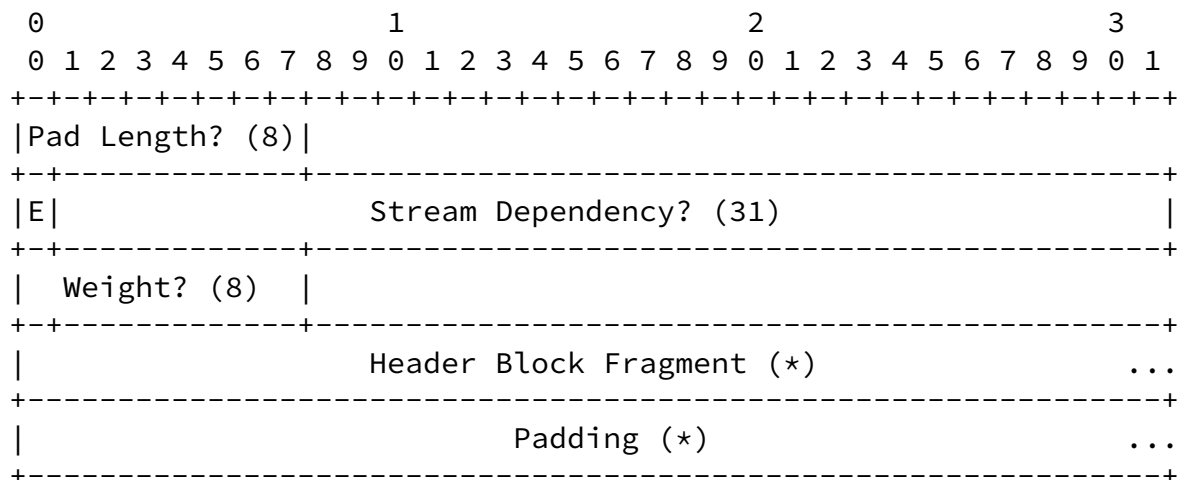 0                   1                   2                   3
 0 1 2 3 4 5 6 7 8 9 0 1 2 3 4 5 6 7 8 9 0 1 2 3 4 5 6 7 8 9 0 1
+-+-+-+-+-+-+-+-+-+-+-+-+-+-+-+-+-+-+-+-+-+-+-+-+-+-+-+-+-+-+-+-+
|Pad Length? (8)|
+-+-------------+-----------------------------------------------+
|E|                 Stream Dependency? (31)                     |
+-+-------------+-----------------------------------------------+
|  Weight? (8)  |
+-+-------------+-----------------------------------------------+
|                   Header Block Fragment (*)                 ...
+---------------------------------------------------------------+
|                           Padding (*)                       ...
+---------------------------------------------------------------+